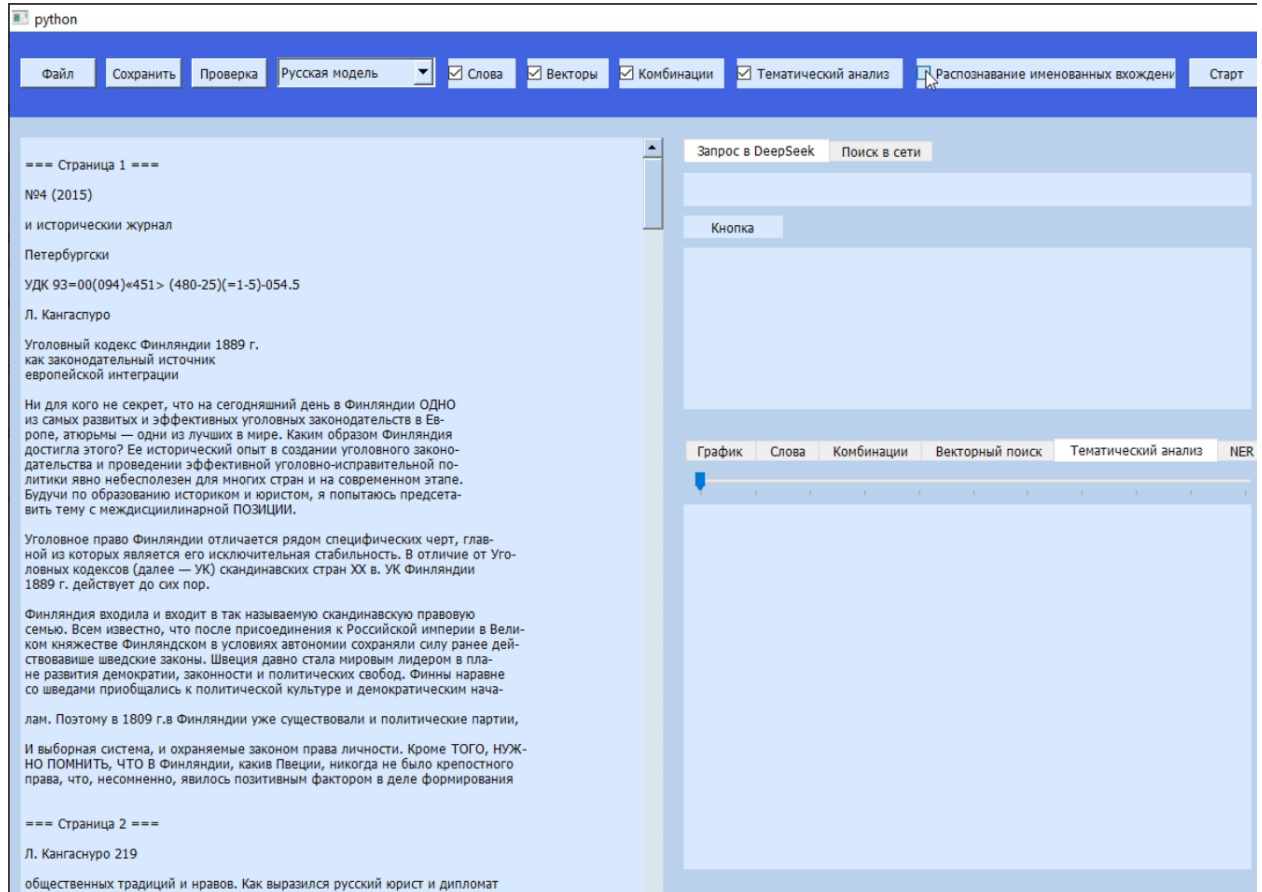 python
Файл
Сохранить
Проверка
Русская модель
Слова
Векторы
Комбинации
Тематический анализ
Распознавание именованных вхождени
Старт
=== Страница 1 ===
№4 (2015)
и исторически журнал
Петербургски
УДК 93=00(094)«451> (480-25)(=1-5)-054.5
Л. Кангаспуро
Уголовный кодекс Финляндии 1889 г.
как законодательный источник
европейской интеграции
Ни для кого не секрет, что на сегодняшний день в Финляндии ОДНО
из самых развитых и эффективных уголовных законодательств в Ев-
ропе, атюрьмы — одни из лучших в мире. Каким образом Финляндия
достигла этого? Ее исторический опыт в создании уголовного законо-
дательства и проведении эффективной уголовно-исправительной по-
литики явно небесполезен для многих стран и на современном этапе.
Будучи по образованию историком и юристом, я попытаюсь предсета-
вить тему с междисциилинарной ПОЗИЦИИ.
Уголовное право Финляндии отличается рядом специфических черт, глав-
ной из которых является его исключительная стабильность. В отличие от Уго-
ловных кодексов (далее — УК) скандинавских стран XX в. УК Финляндии
1889 г. действует до сих пор.
Финляндия входила и входит в так называемую скандинавскую правовую
семью. Всем известно, что после присоединения к Российской империи в Вели-
ком княжестве Финляндском в условиях автономии сохраняли силу ранее дей-
ствовавише шведские законы. Швеция давно стала мировым лидером в пла-
не развития демократии, законности и политических свобод. Финны наравне
со шведами приобщались к политической культуре и демократическим нача-
лам. Поэтому в 1809 г.в Финляндии уже существовали и политические партии,
И выборная система, и охраняемые законом права личности. Кроме ТОГО, НУЖ-
НО ПОМНИТЬ, ЧТО В Финляндии, какив Пвеции, никогда не было крепостного
права, что, несомненно, явилось позитивным фактором в деле формирования
=== Страница 2 ===
Л. Кангаснуро 219
общественных традиций и нравов. Как выразился русский юрист и дипломат
Запрос в DeepSeek
Поиск в сети
Кнопка
График
Слова
Комбинации
Векторный поиск
Тематический анализ
NER